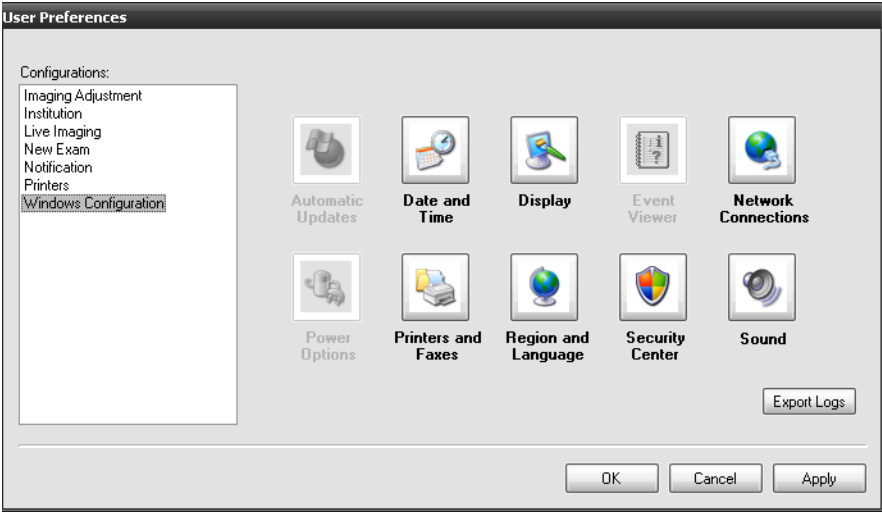 User Preferences
Configurations:
Imaging Adjustment
Institution
Live Imaging
New Exam
Notification
Printers
Windows Configuration
Automatic
Updates
Date and
Time
Display
Event
Viewer
Network
Connections
Power
Options
Printers and
Faxes
Region and
Language
Security
Center
Sound
Export Logs
OK
Cancel
Apply